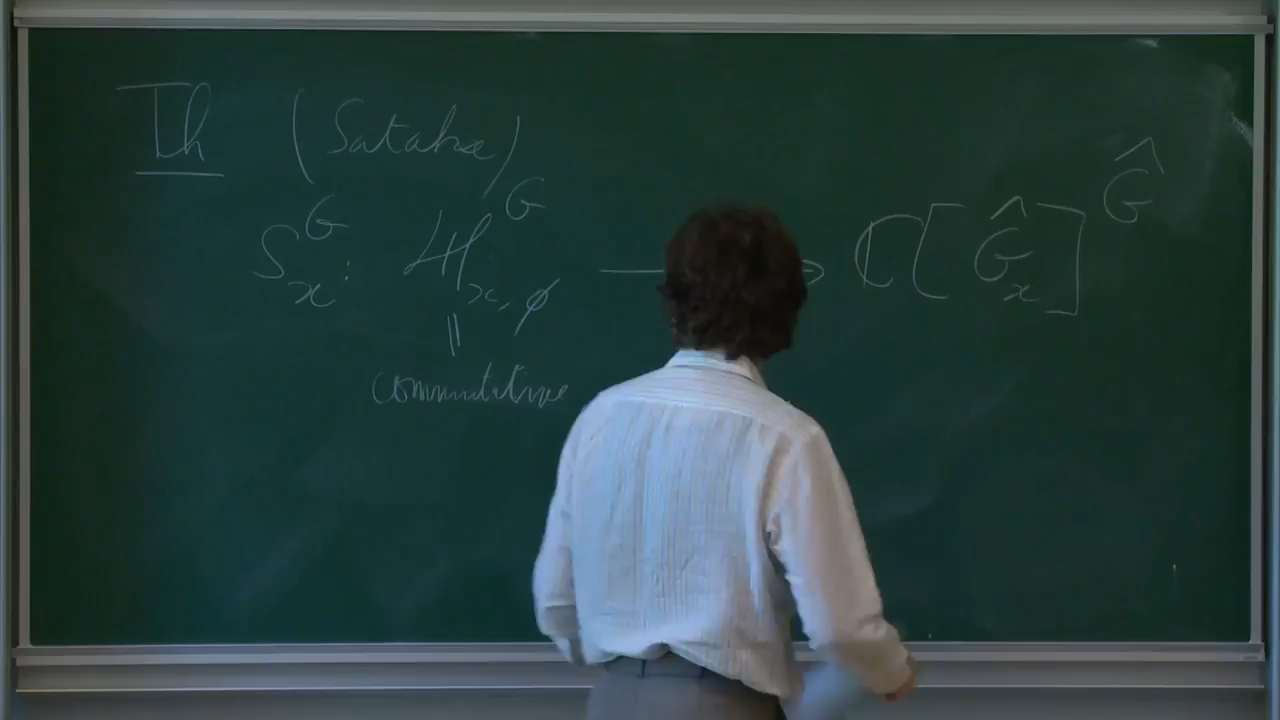 Th (Satake)
S_x^G : H_{x,∅}^G → ℂ[Ĝ_x]^Ĝ
||
commutative